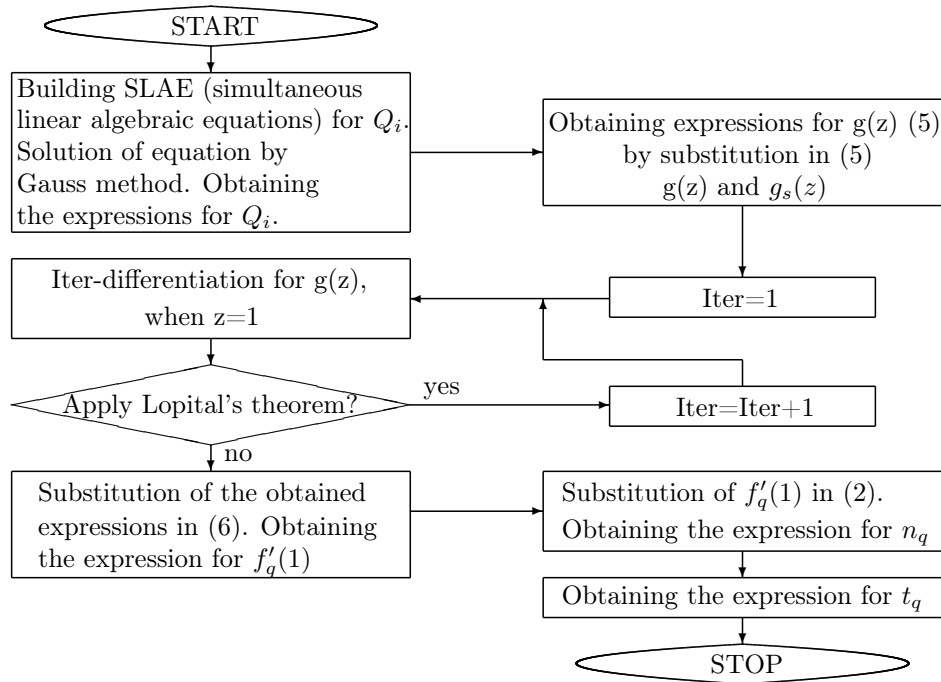 START
Building SLAE (simultaneous
linear algebraic equations) for $Q_i$.
Solution of equation by
Gauss method. Obtaining
the expressions for $Q_i$.
Obtaining expressions for g(z) (5)
by substitution in (5)
g(z) and $g_s(z)$
Iter=1
Iter-differentiation for g(z),
when z=1
Apply Lopital's theorem?
yes
Iter=Iter+1
no
Substitution of the obtained
expressions in (6). Obtaining
the expression for $f'_q(1)$
Substitution of $f'_q(1)$ in (2).
Obtaining the expression for $n_q$
Obtaining the expression for $t_q$
STOP